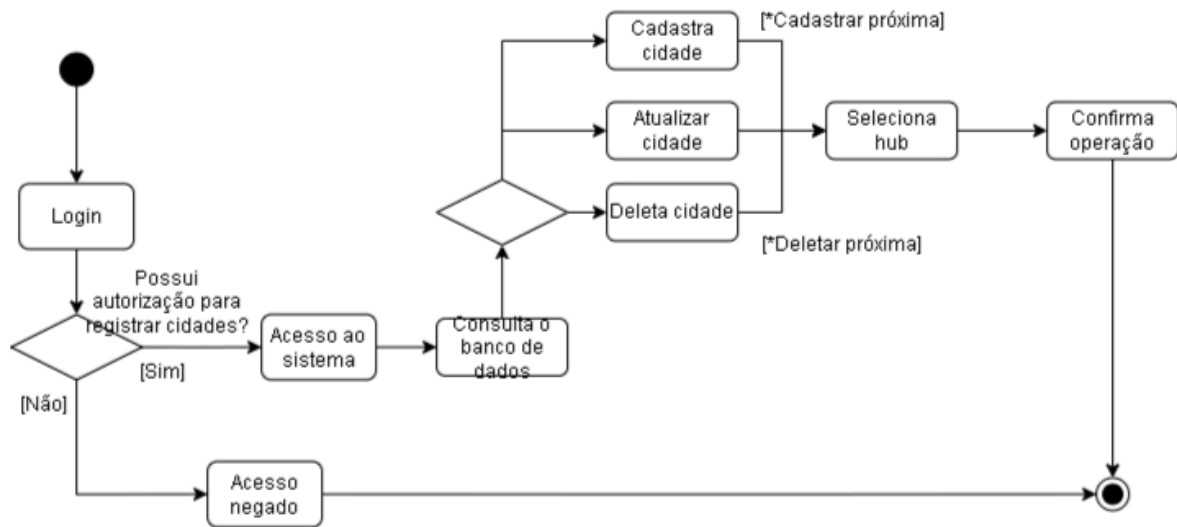 Cadastra
cidade
[*Cadastrar próxima]
Atualizar
cidade
Seleciona
hub
Confirma
operação
Deleta cidade
[*Deletar próxima]
Login
Possui
autorização para
registrar cidades?
[Sim]
[Não]
Acesso ao
sistema
Consulta o
banco de
dados
Acesso
negado